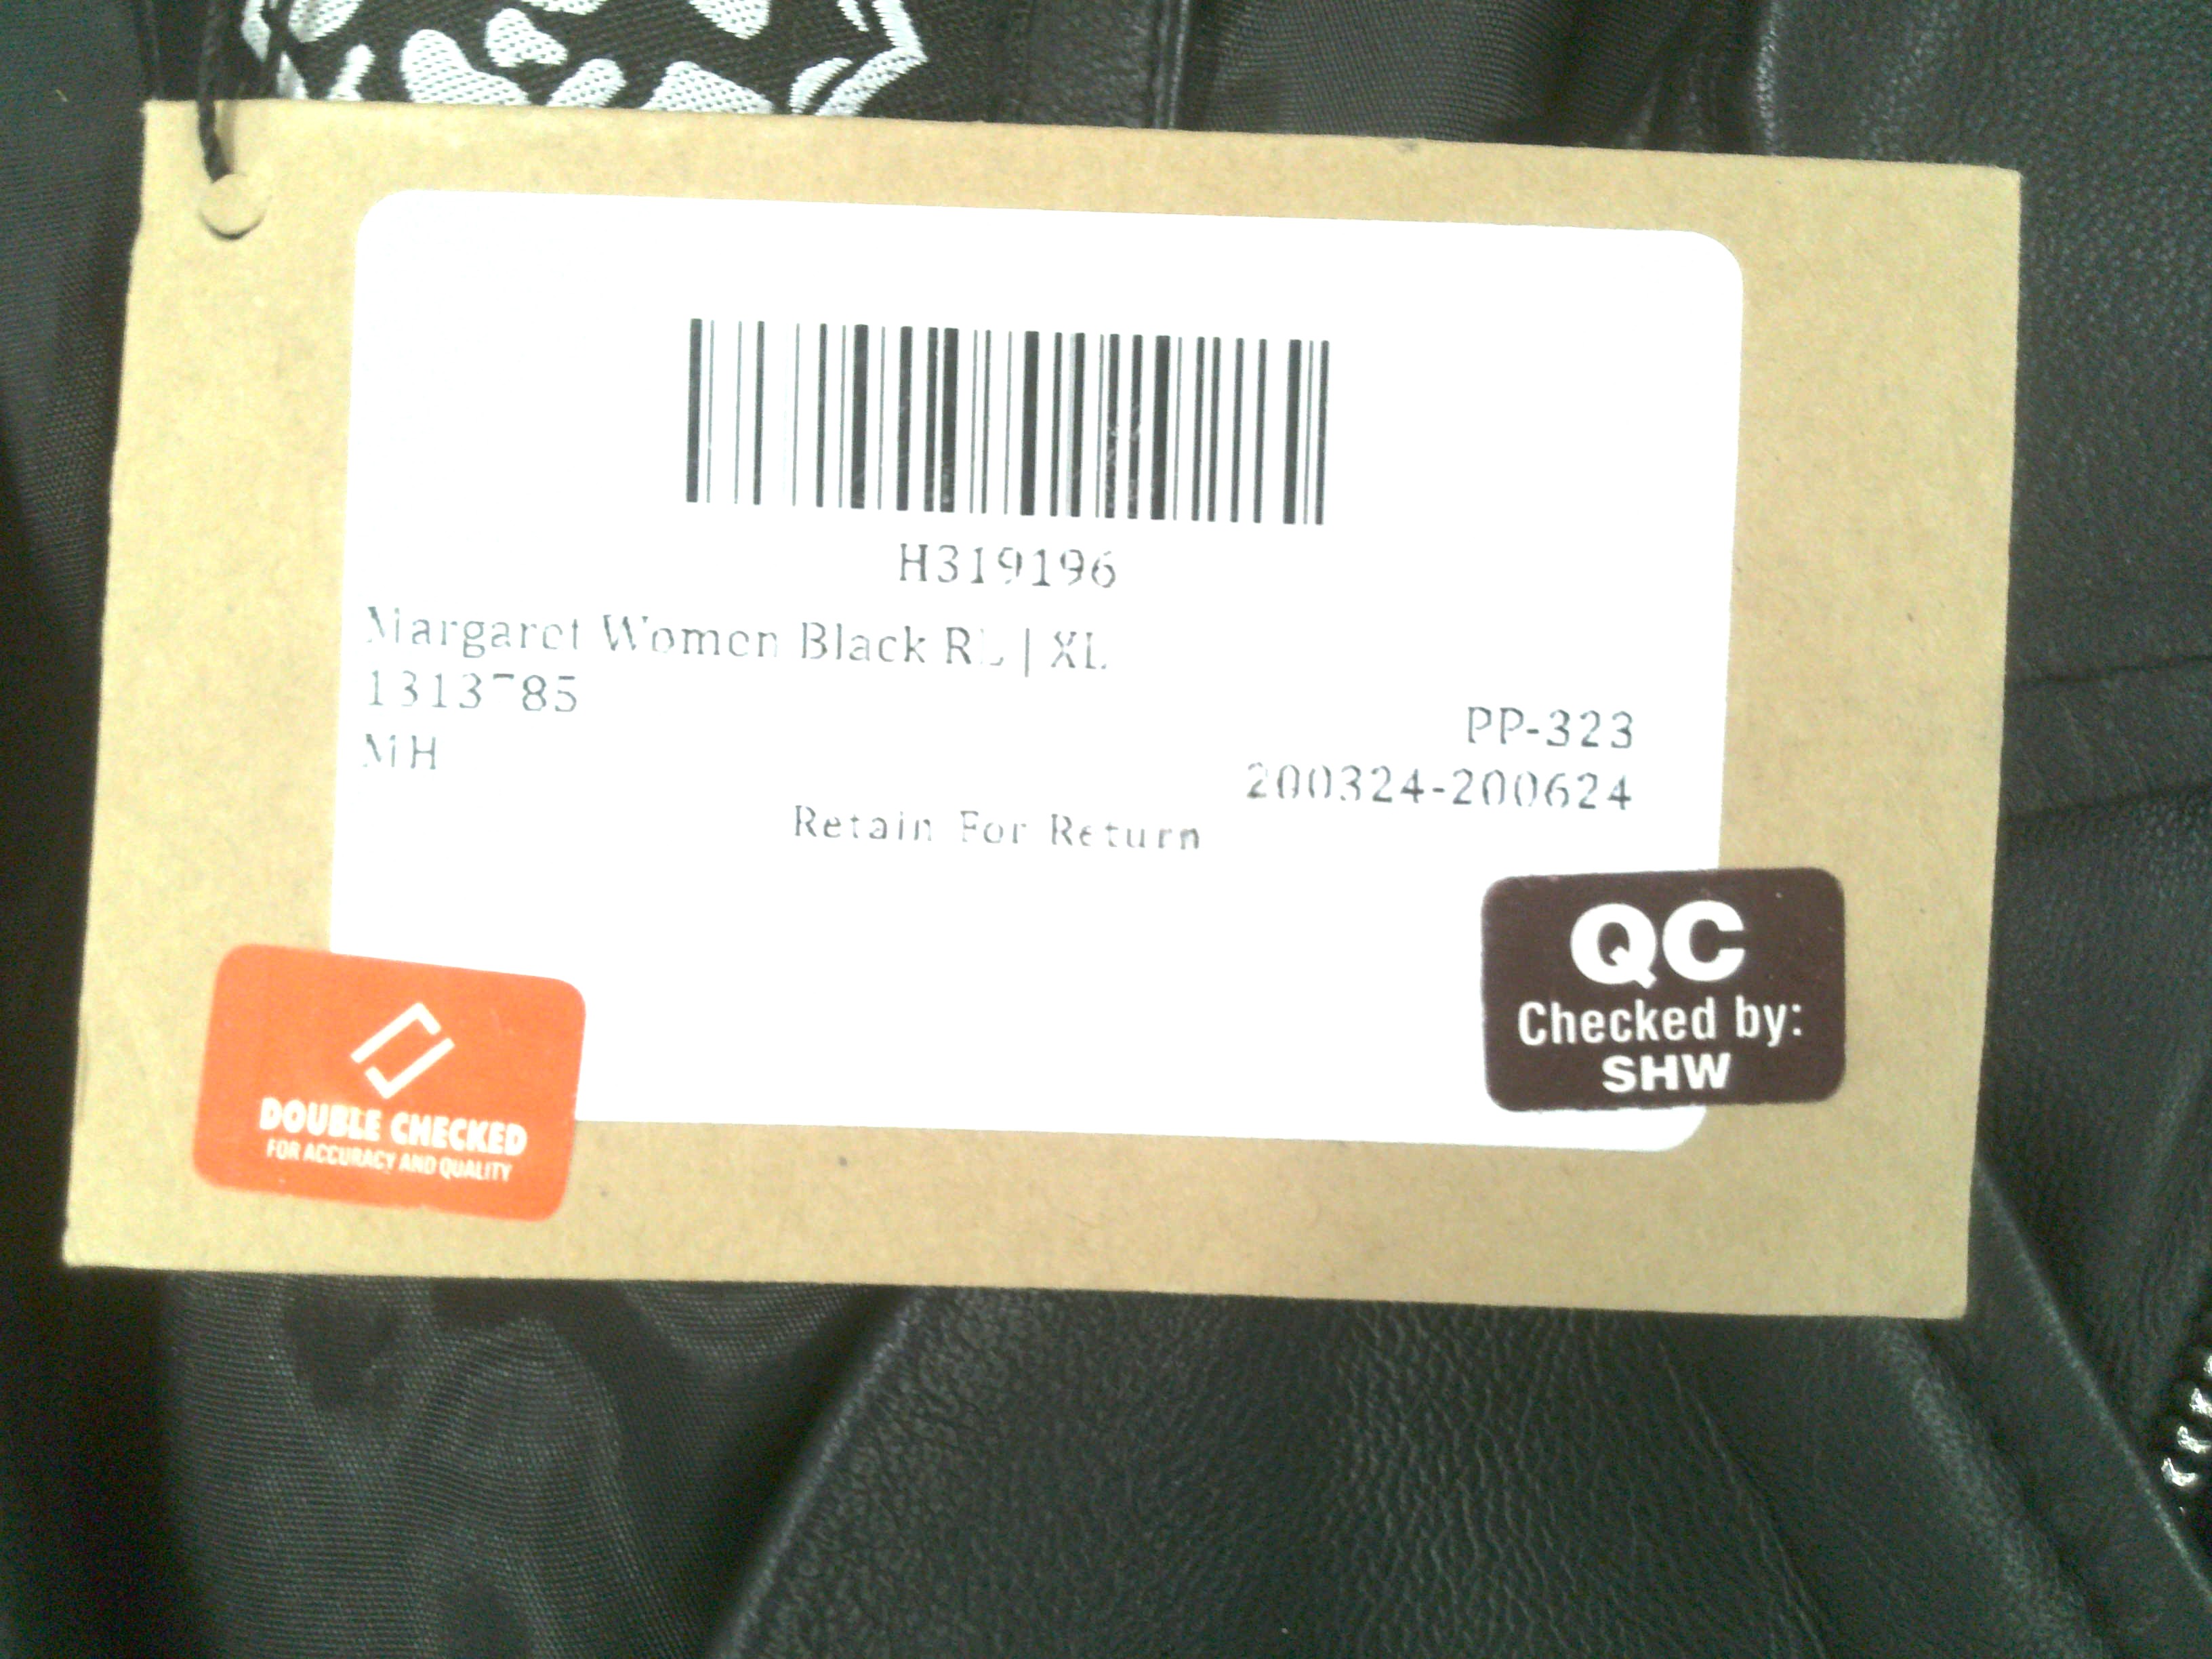 H319196
Margaret Women Black RL | XL
1313785
PP-323
MH
200324-200624
Retain For Return
QC
Checked by:
SHW
DOUBLE CHECKED
FOR ACCURACY AND QUALITY